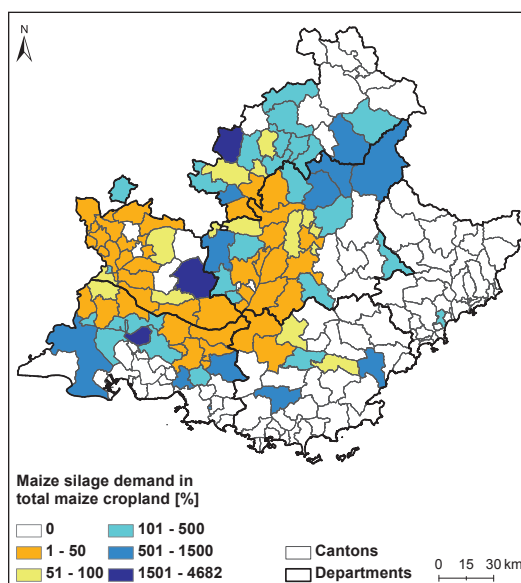 N
Maize silage demand in
total maize cropland [%]
0
101 - 500
1 - 50
501 - 1500
Cantons
51 - 100
1501 - 4682
Departments
0 15 30 km